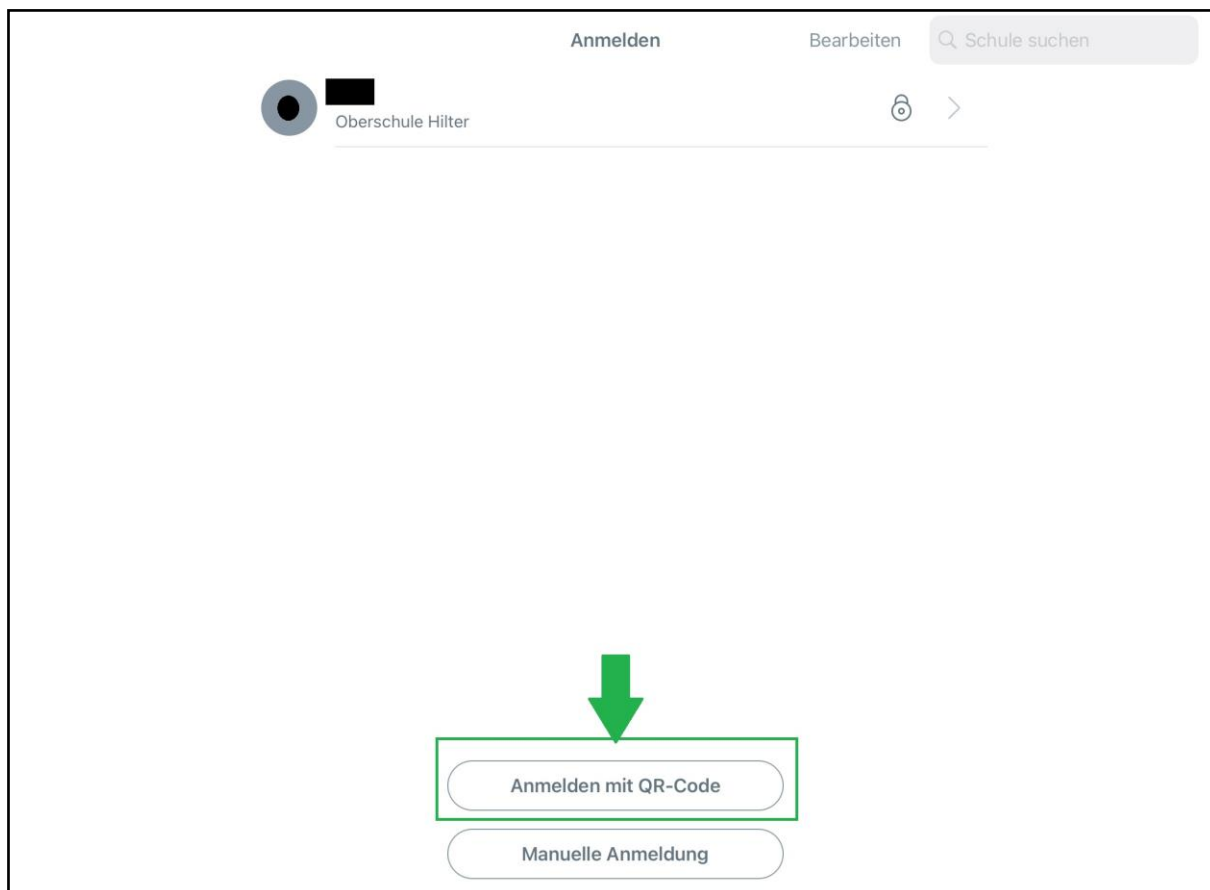 Anmelden
Bearbeiten
Schule suchen
Oberschule Hilter
Anmelden mit QR-Code
Manuelle Anmeldung